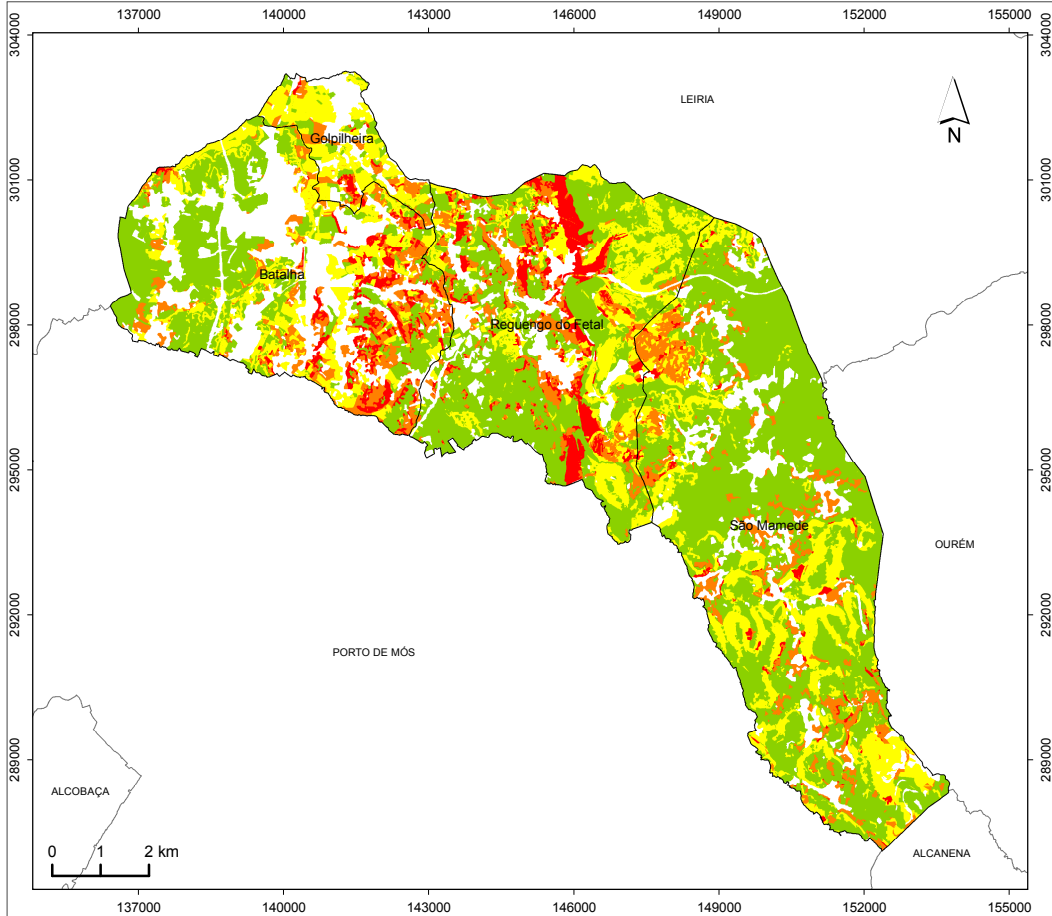 137000 140000 143000 146000 149000 152000 155000
304000 304000
LEIRIA
N
Golpilheira
301000 301000
Batalha
298000 298000
Reguengo do Fetal
295000 295000
São Mamede
OURÉM
292000 292000
PORTO DE MÓS
289000 289000
ALCOBAÇA
0 1 2 km
ALCANENA
137000 140000 143000 146000 149000 152000 155000